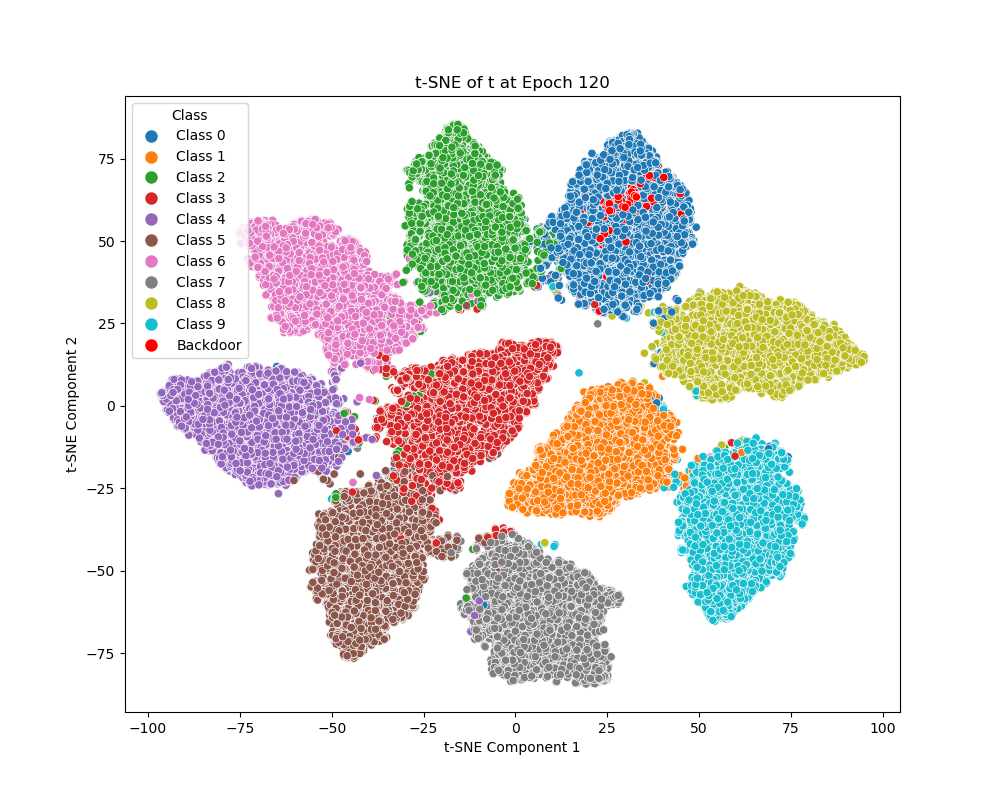 t-SNE of t at Epoch 120
Class
Class 0
Class 1
Class 2
Class 3
Class 4
Class 5
Class 6
Class 7
Class 8
Class 9
Backdoor
t-SNE Component 2
75
50
25
0
−25
−50
−75
−100
−75
−50
−25
0
25
50
75
100
t-SNE Component 1